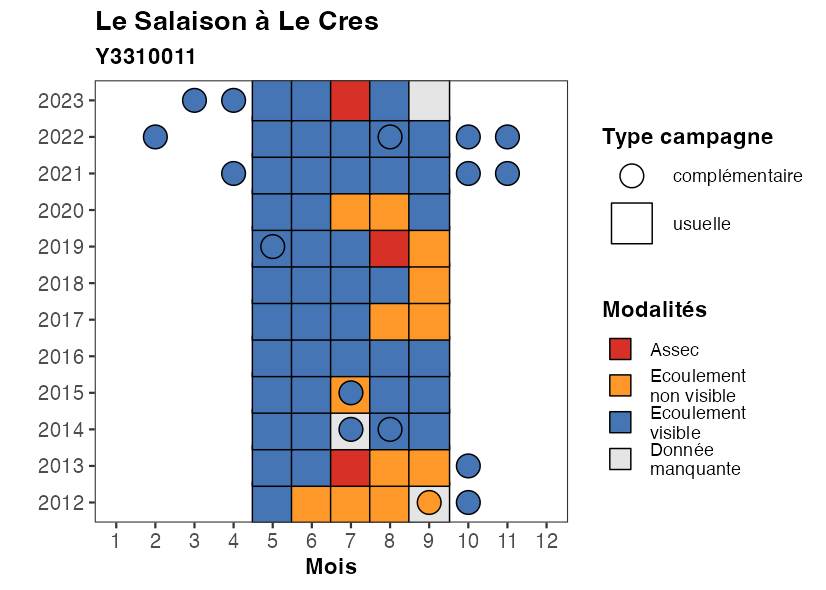 Le Salaison à Le Cres
Y3310011
2023
2022
2021
2020
2019
2018
2017
2016
2015
2014
2013
2012
1 2 3 4 5 6 7 8 9 10 11 12
Mois
Type campagne
complémentaire
usuelle
Modalités
Assec
Ecoulement
non visible
Ecoulement
visible
Donnée
manquante